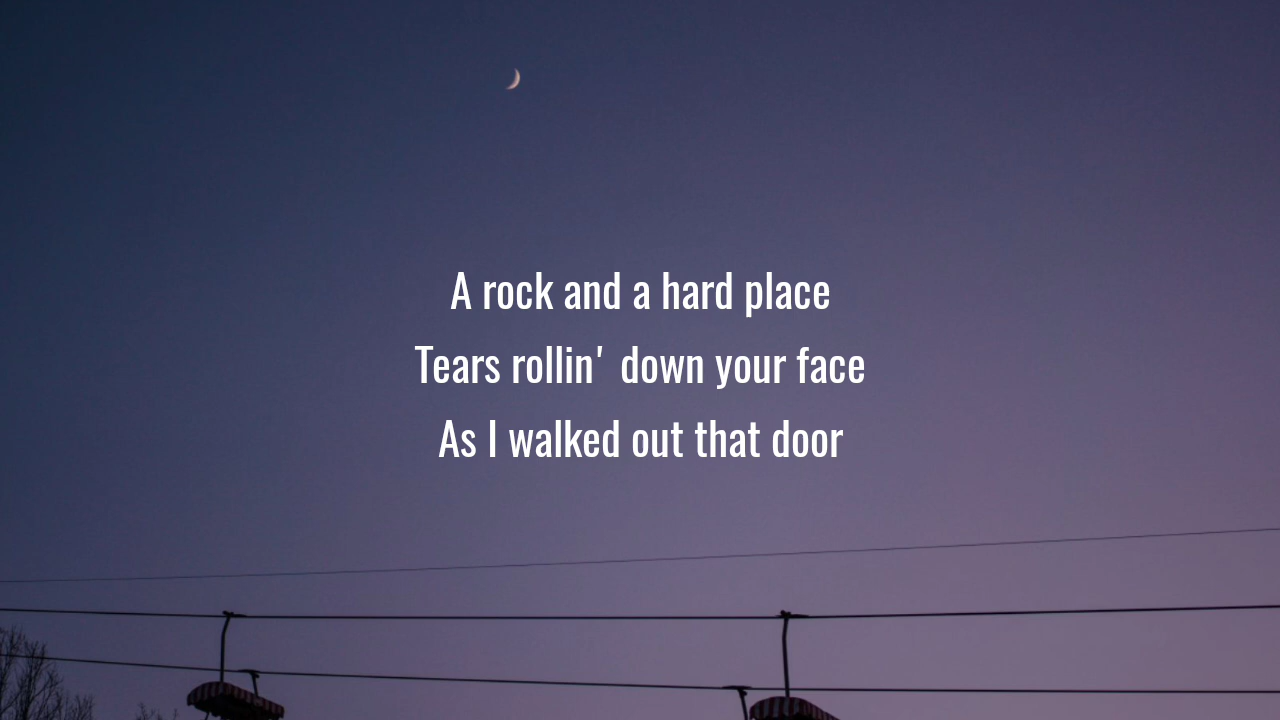 A rock and a hard place
Tears rollin' down your face
As I walked out that door